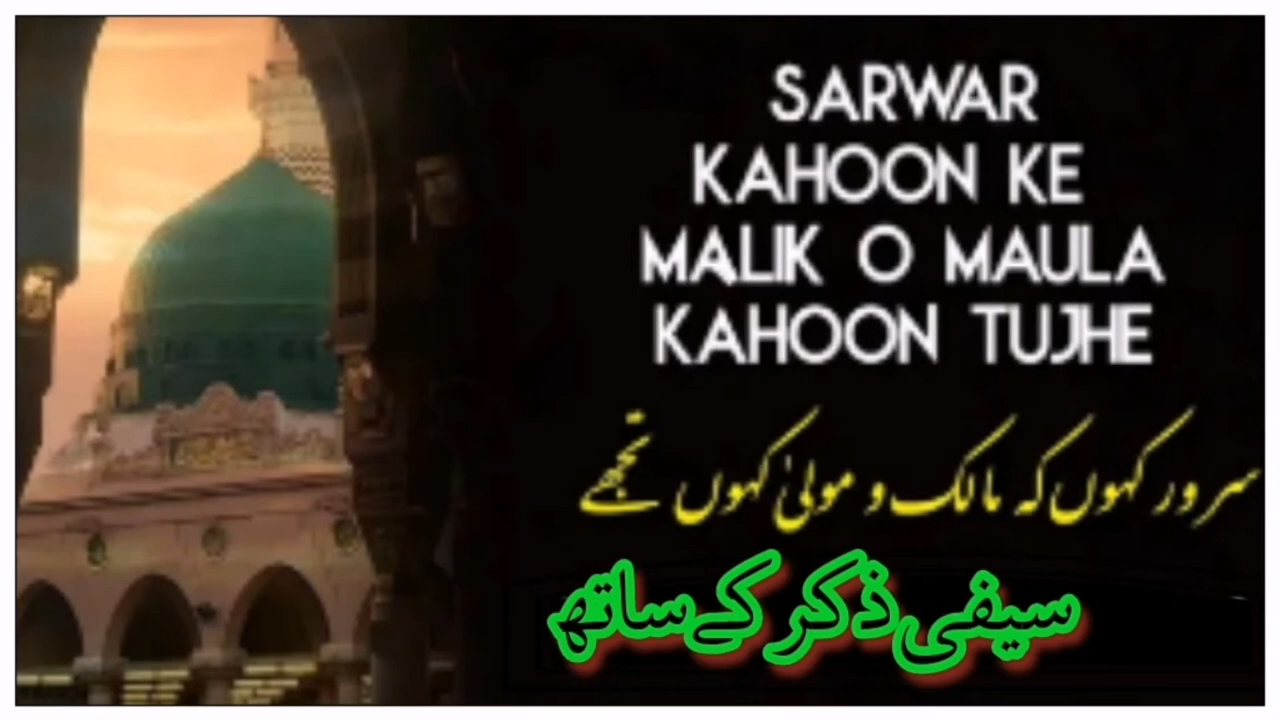 SARWAR
KAHOON KE
MALIK O MAULA
KAHOON TUJHE
سرور کہوں کہ مالک و مولیٰ کہوں تجھے
سیفی ذکر کے ساتھ